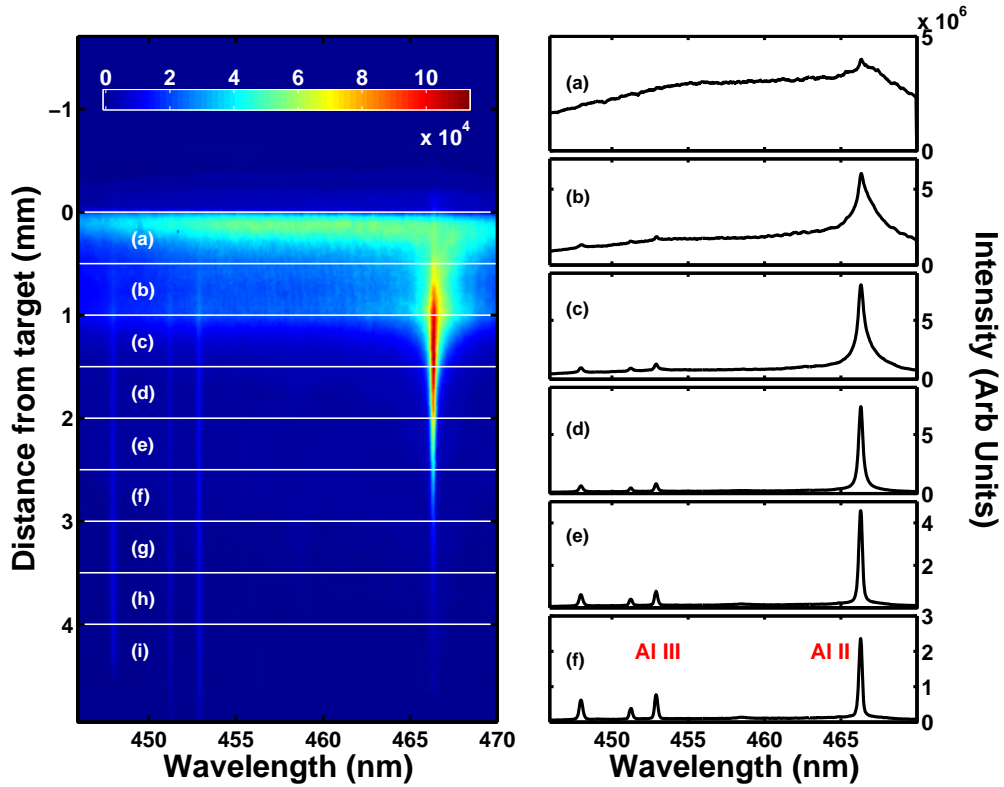 0 2 4 6 8 10
x 10^4
−1
0
1
2
3
4
(a)
(b)
(c)
(d)
(e)
(f)
(g)
(h)
(i)
450 455 460 465 470
Wavelength (nm)
Distance from target (mm)
x 10^6
(a)
5
0
(b)
5
0
(c)
5
0
(d)
5
0
(e)
4
2
0
(f)
Al III
Al II
3
2
1
0
450 455 460 465
Wavelength (nm)
Intensity (Arb Units)